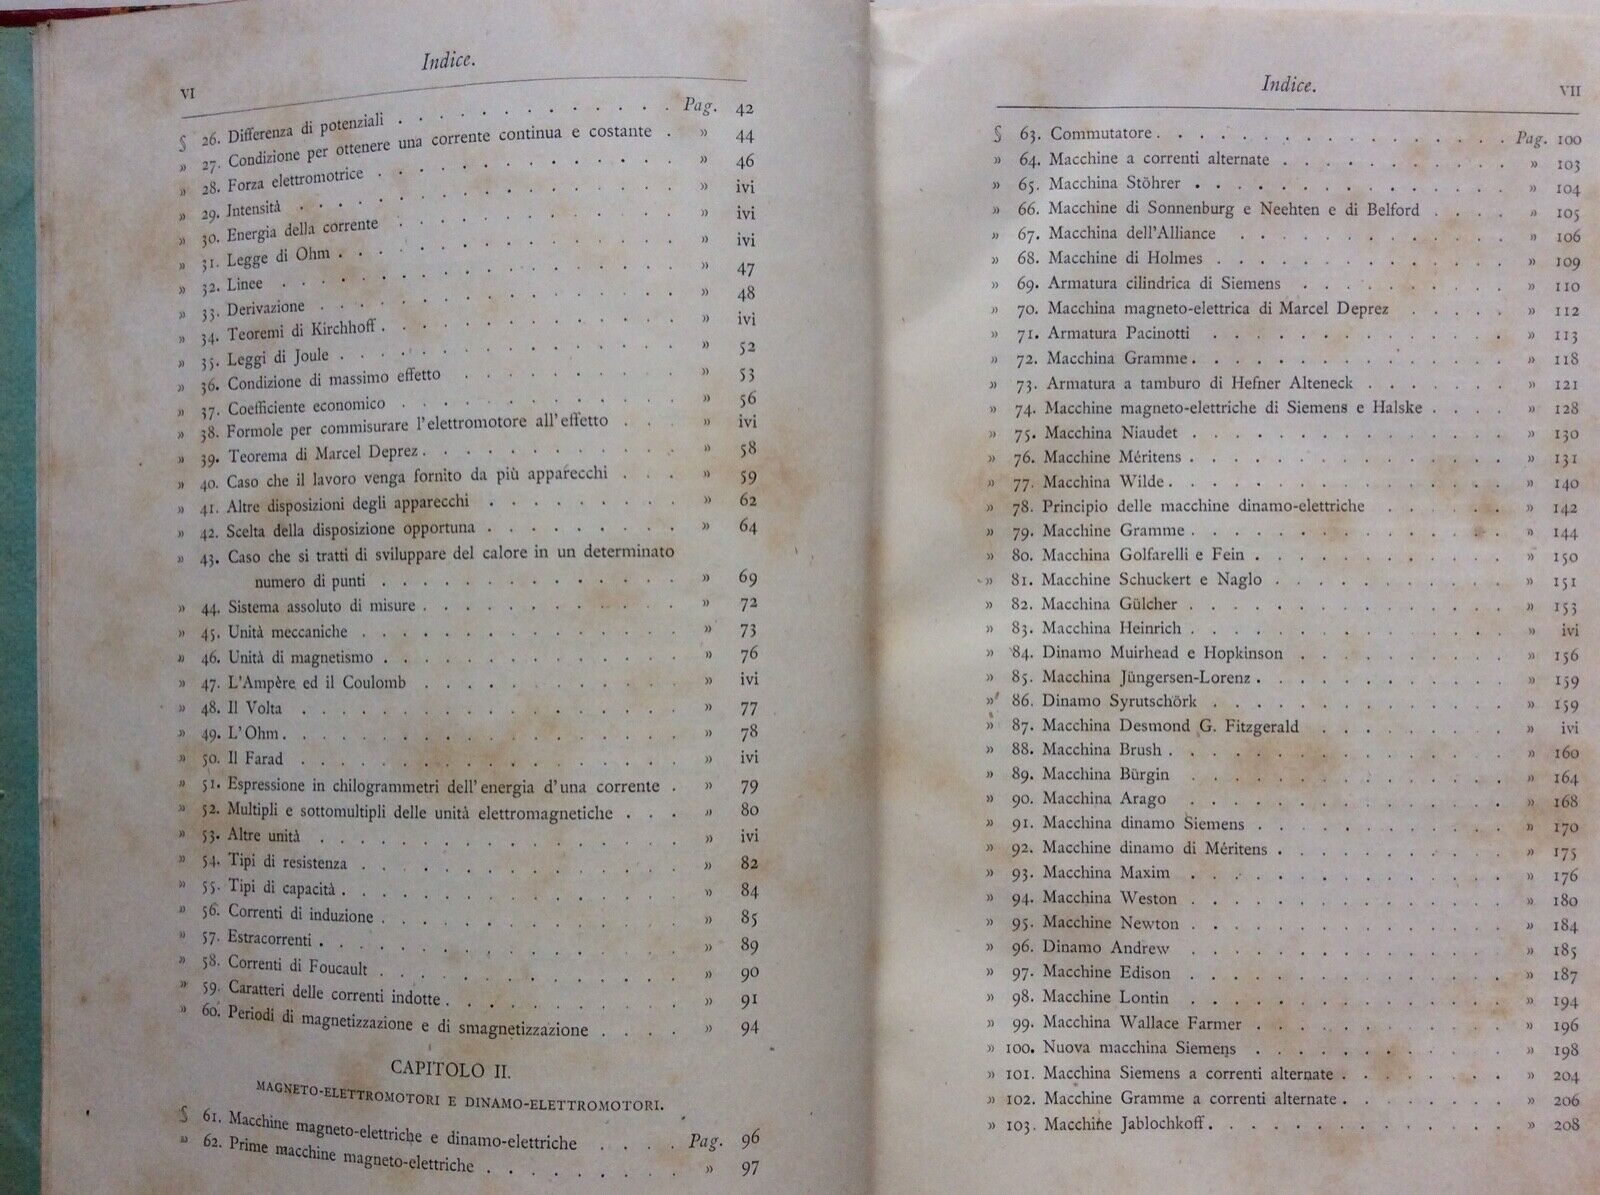 Indice.
VI
§ 26. Differenza di potenziali . . . . . . . . . . Pag. 42
» 27. Condizione per ottenere una corrente continua e costante . » 44
» 28. Forza elettromotrice . . . . . . . . . . » 46
» 29. Intensità . . . . . . . . . . » ivi
» 30. Energia della corrente . . . . . . . . . . » ivi
» 31. Legge di Ohm . . . . . . . . . . » ivi
» 32. Linee . . . . . . . . . . » 47
» 33. Derivazione . . . . . . . . . . » 48
» 34. Teoremi di Kirchhoff . . . . . . . . . . » ivi
» 35. Leggi di Joule . . . . . . . . . . » 52
» 36. Condizione di massimo effetto . . . . . . . . » 53
» 37. Coefficiente economico . . . . . . . . . . » 56
» 38. Formole per commisurare l'elettromotore all'effetto . . . » ivi
» 39. Teorema di Marcel Deprez . . . . . . . . . . » 58
» 40. Caso che il lavoro venga fornito da più apparecchi . . . » 59
» 41. Altre disposizioni degli apparecchi . . . . . . . » 62
» 42. Scelta della disposizione opportuna . . . . . . . » 64
» 43. Caso che si tratti di sviluppare del calore in un determinato
numero di punti . . . . . . . . . . » 69
» 44. Sistema assoluto di misure . . . . . . . . . . » 72
» 45. Unità meccaniche . . . . . . . . . . » 73
» 46. Unità di magnetismo . . . . . . . . . . » 76
» 47. L'Ampère ed il Coulomb . . . . . . . . . . » ivi
» 48. Il Volta . . . . . . . . . . » 77
» 49. L'Ohm . . . . . . . . . . » 78
» 50. Il Farad . . . . . . . . . . » ivi
» 51. Espressione in chilogrammetri dell'energia d'una corrente . » 79
» 52. Multipli e sottomultipli delle unità elettromagnetiche . . . » 80
» 53. Altre unità . . . . . . . . . . » ivi
» 54. Tipi di resistenza . . . . . . . . . . » 82
» 55. Tipi di capacità . . . . . . . . . . » 84
» 56. Correnti di induzione . . . . . . . . . . » 85
» 57. Estracorrenti . . . . . . . . . . » 89
» 58. Correnti di Foucault . . . . . . . . . . » 90
» 59. Caratteri delle correnti indotte . . . . . . . . » 91
» 60. Periodi di magnetizzazione e di smagnetizzazione . . . . » 94
CAPITOLO II.
MAGNETO-ELETTROMOTORI E DINAMO-ELETTROMOTORI.
§ 61. Macchine magneto-elettriche e dinamo-elettriche . . . . Pag. 96
» 62. Prime macchine magneto-elettriche . . . . . . . » 97
Indice.
VII
§ 63. Commutatore . . . . . . . . . . Pag. 100
» 64. Macchine a correnti alternate . . . . . . . . . . » 103
» 65. Macchina Stöhrer . . . . . . . . . . » 104
» 66. Macchine di Sonnenburg e Neehten e di Belford . . . . » 105
» 67. Macchina dell'Alliance . . . . . . . . . . » 106
» 68. Macchine di Holmes . . . . . . . . . . » 109
» 69. Armatura cilindrica di Siemens . . . . . . . . . . » 110
» 70. Macchina magneto-elettrica di Marcel Deprez . . . . . » 112
» 71. Armatura Pacinotti . . . . . . . . . . » 113
» 72. Macchina Gramme . . . . . . . . . . » 118
» 73. Armatura a tamburo di Hefner Alteneck . . . . . . . » 121
» 74. Macchine magneto-elettriche di Siemens e Halske . . . . » 128
» 75. Macchina Niaudet . . . . . . . . . . » 130
» 76. Macchine Méritens . . . . . . . . . . » 131
» 77. Macchina Wilde . . . . . . . . . . » 140
» 78. Principio delle macchine dinamo-elettriche . . . . . . » 142
» 79. Macchine Gramme . . . . . . . . . . » 144
» 80. Macchina Golfarelli e Fein . . . . . . . . . . » 150
» 81. Macchine Schuckert e Naglo . . . . . . . . . . » 151
» 82. Macchina Gülcher . . . . . . . . . . » 153
» 83. Macchina Heinrich . . . . . . . . . . » ivi
» 84. Dinamo Muirhead e Hopkinson . . . . . . . . . . » 156
» 85. Macchina Jüngersen-Lorenz . . . . . . . . . . » 159
» 86. Dinamo Syrutschörk . . . . . . . . . . » 159
» 87. Macchina Desmond G. Fitzgerald . . . . . . . . » ivi
» 88. Macchina Brush . . . . . . . . . . » 160
» 89. Macchina Bürgin . . . . . . . . . . » 164
» 90. Macchina Arago . . . . . . . . . . » 168
» 91. Macchina dinamo Siemens . . . . . . . . . . » 170
» 92. Macchine dinamo di Méritens . . . . . . . . . . » 175
» 93. Macchina Maxim . . . . . . . . . . » 176
» 94. Macchina Weston . . . . . . . . . . » 180
» 95. Macchine Newton . . . . . . . . . . » 184
» 96. Dinamo Andrew . . . . . . . . . . » 185
» 97. Macchine Edison . . . . . . . . . . » 187
» 98. Macchine Lontin . . . . . . . . . . » 194
» 99. Macchina Wallace Farmer . . . . . . . . . . » 196
» 100. Nuova macchina Siemens . . . . . . . . . . » 198
» 101. Macchina Siemens a correnti alternate . . . . . . . » 204
» 102. Macchine Gramme a correnti alternate . . . . . . . » 206
» 103. Macchine Jablochkoff . . . . . . . . . . » 208